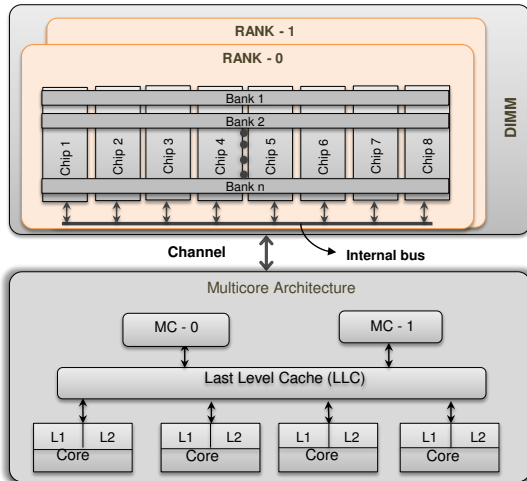 RANK - 1
RANK - 0
Bank 1
Bank 2
Chip 1
Chip 2
Chip 3
Chip 4
Chip 5
Chip 6
Chip 7
Chip 8
Bank n
DIMM
Channel
Internal bus
Multicore Architecture
MC - 0
MC - 1
Last Level Cache (LLC)
L1 L2 L1 L2 L1 L2 L1 L2
Core Core Core Core